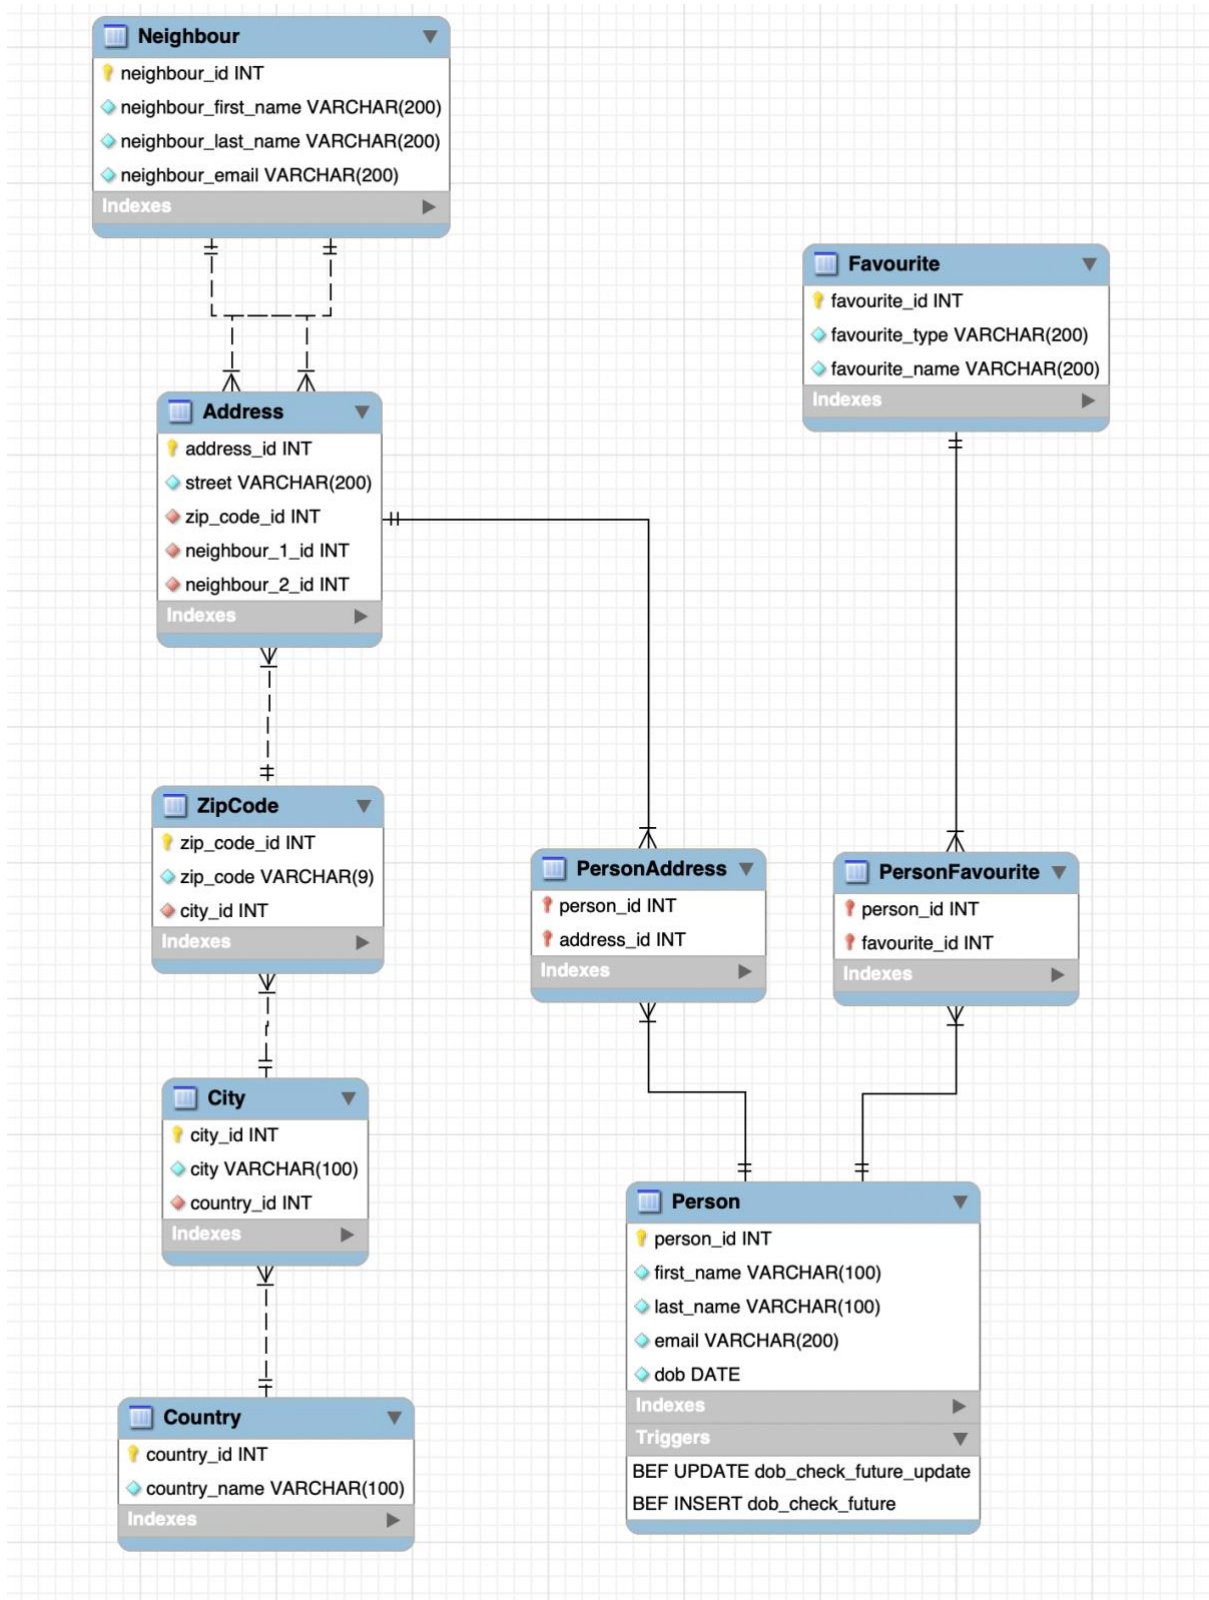 Neighbour
neighbour_id INT
neighbour_first_name VARCHAR(200)
neighbour_last_name VARCHAR(200)
neighbour_email VARCHAR(200)
Indexes
Favourite
favourite_id INT
favourite_type VARCHAR(200)
favourite_name VARCHAR(200)
Indexes
Address
address_id INT
street VARCHAR(200)
zip_code_id INT
neighbour_1_id INT
neighbour_2_id INT
Indexes
ZipCode
zip_code_id INT
zip_code VARCHAR(9)
city_id INT
Indexes
PersonAddress
person_id INT
address_id INT
Indexes
PersonFavourite
person_id INT
favourite_id INT
Indexes
City
city_id INT
city VARCHAR(100)
country_id INT
Indexes
Person
person_id INT
first_name VARCHAR(100)
last_name VARCHAR(100)
email VARCHAR(200)
dob DATE
Indexes
Triggers
BEF UPDATE dob_check_future_update
BEF INSERT dob_check_future
Country
country_id INT
country_name VARCHAR(100)
Indexes